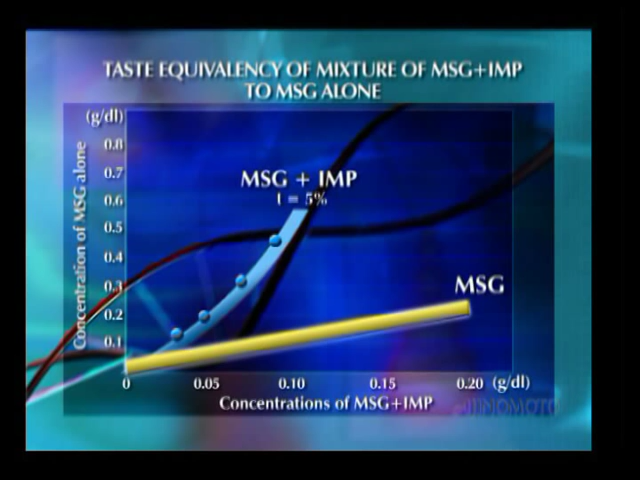 TASTE EQUIVALENCY OF MIXTURE OF MSG+IMP
TO MSG ALONE
(g/dl)
0.8
0.7
0.6
0.5
0.4
0.3
0.2
0.1
Concentration of MSG alone
MSG + IMP
t = 5%
MSG
0
0.05
0.10
0.15
0.20 (g/dl)
Concentrations of MSG+IMP
AJINOMOTO